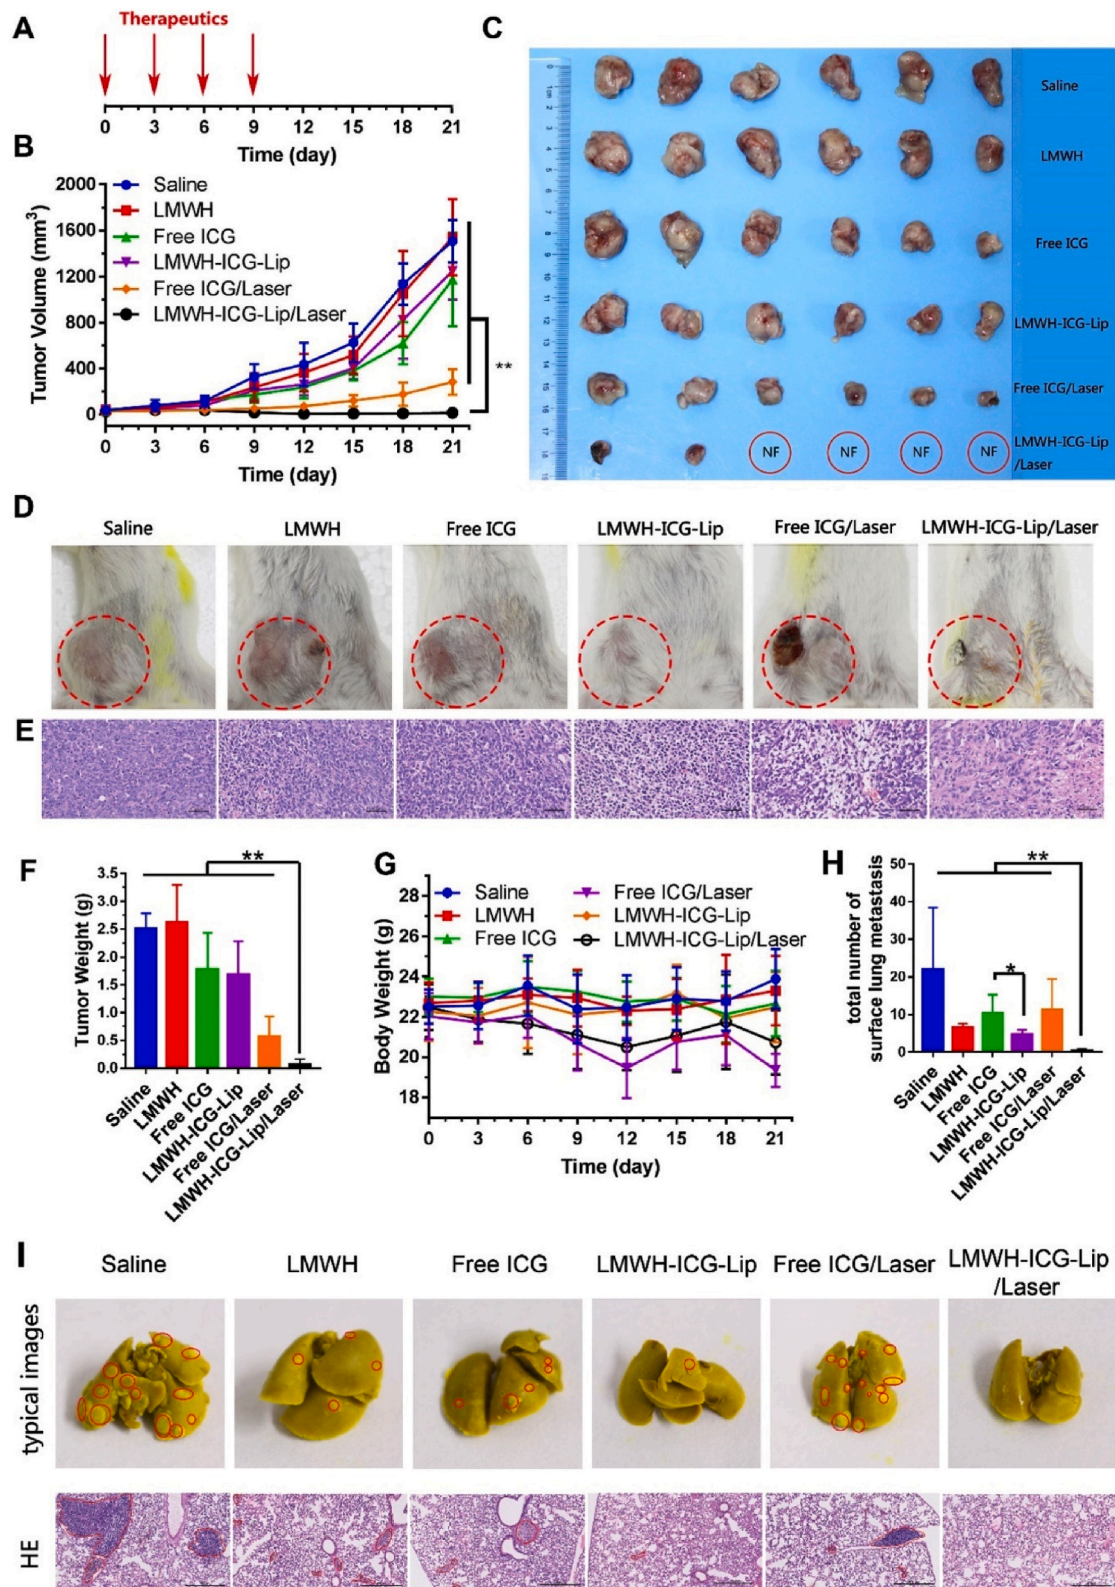 A
Therapeutics
0 3 6 9 12 15 18 21
Time (day)
B
2000
1600
1200
800
400
0
Tumor Volume (mm³)
Saline
LMWH
Free ICG
LMWH-ICG-Lip
Free ICG/Laser
LMWH-ICG-Lip/Laser
**
0 3 6 9 12 15 18 21
Time (day)
C
Saline
LMWH
Free ICG
LMWH-ICG-Lip
Free ICG/Laser
LMWH-ICG-Lip
/Laser
NF NF NF NF
D
Saline LMWH Free ICG LMWH-ICG-Lip Free ICG/Laser LMWH-ICG-Lip/Laser
E
F
3.5
3.0
2.5
2.0
1.5
1.0
0.5
0.0
Tumor Weight (g)
**
Saline
LMWH
Free ICG
LMWH-ICG-Lip
Free ICG/Laser
LMWH-ICG-Lip/Laser
G
28
26
24
22
20
18
Body Weight (g)
Saline
LMWH
Free ICG
Free ICG/Laser
LMWH-ICG-Lip
LMWH-ICG-Lip/Laser
0 3 6 9 12 15 18 21
Time (day)
H
50
40
30
20
10
0
total number of
surface lung metastasis
**
*
Saline
LMWH
Free ICG
LMWH-ICG-Lip
Free ICG/Laser
LMWH-ICG-Lip/Laser
I
Saline LMWH Free ICG LMWH-ICG-Lip Free ICG/Laser LMWH-ICG-Lip
/Laser
typical images
HE